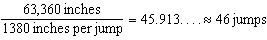 63,360 inches
1380 inches per jump
= 45.913. . . . ≈ 46 jumps